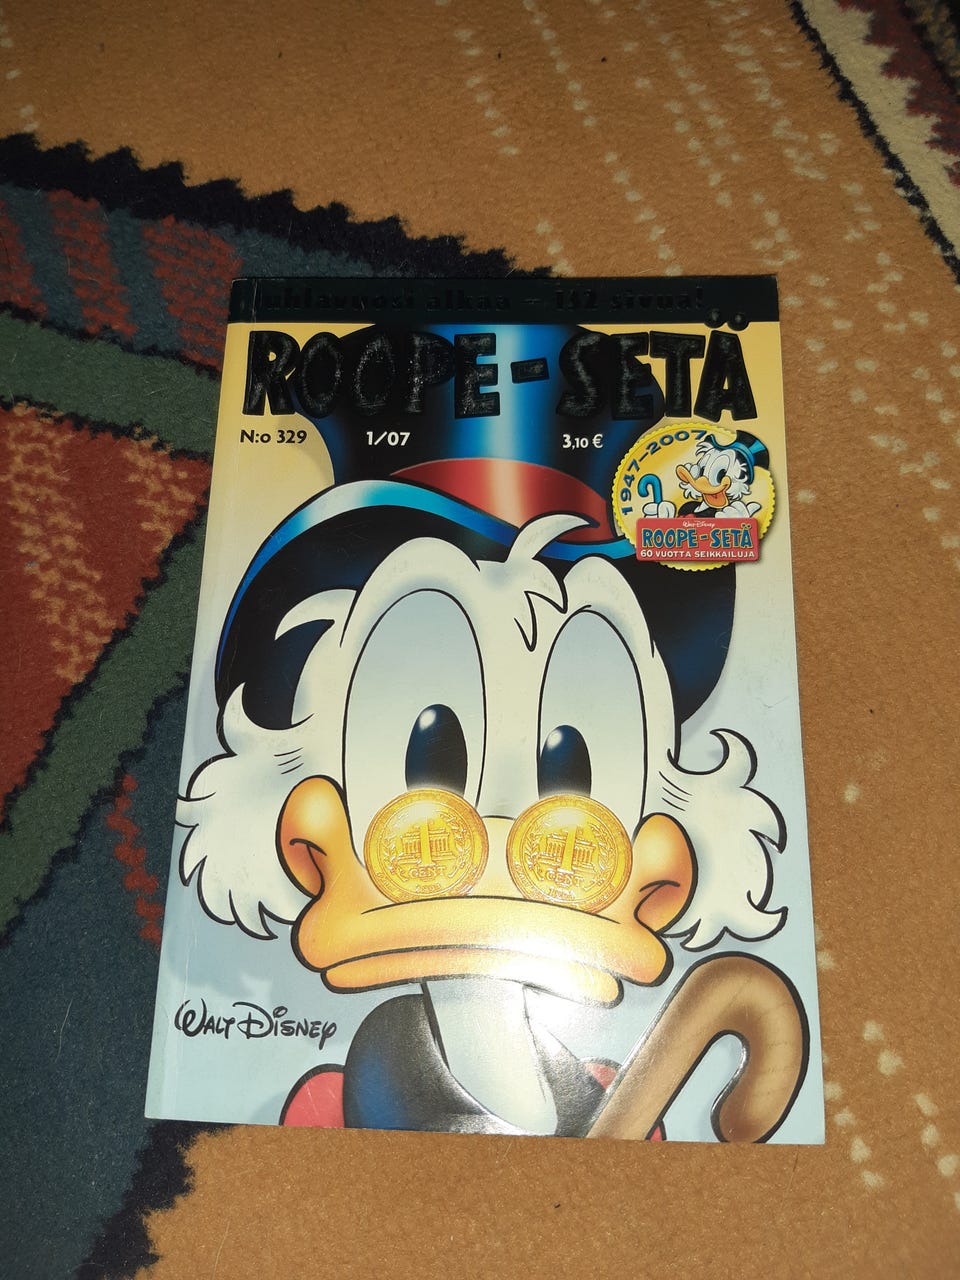 Juhlavuosi alkaa - 132 sivua!
ROOPE-SETÄ
N:o 329 1/07 3,10 €
1947-2007
Walt Disney
ROOPE-SETÄ
60 VUOTTA SEIKKAILUJA
1
CENT
1
CENT
WALT DISNEY